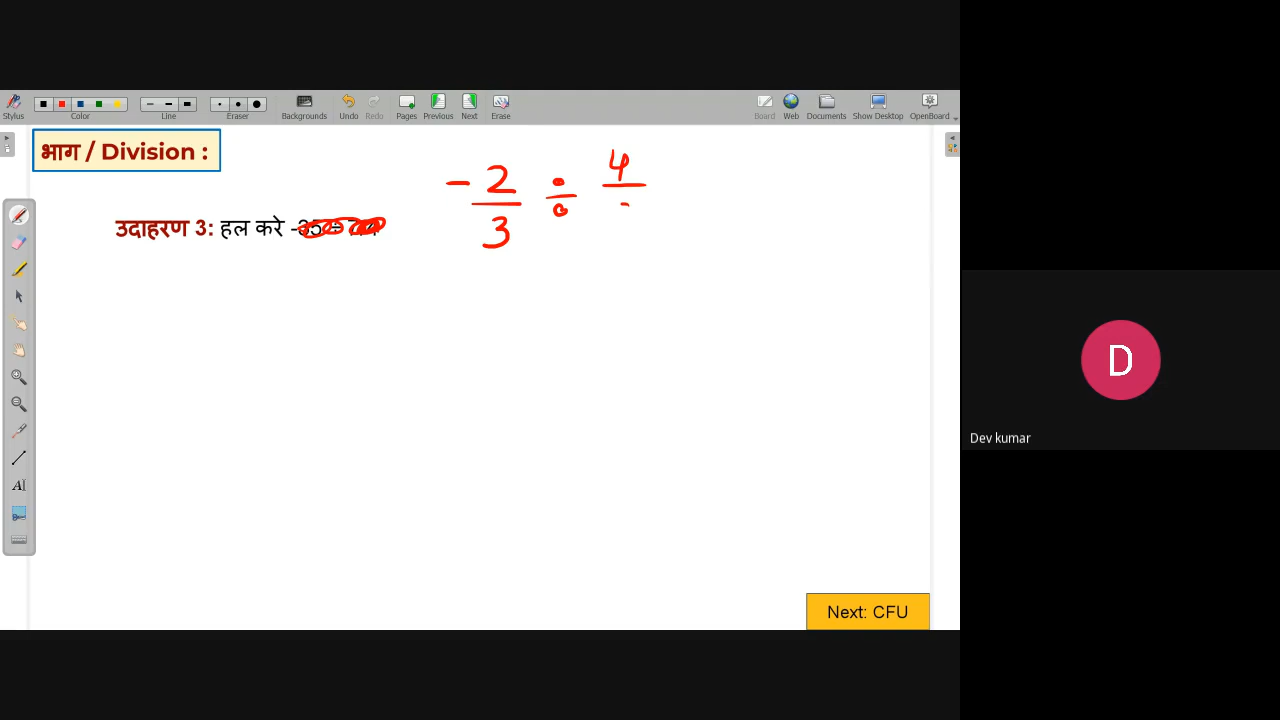 Stylus Color Line Eraser Backgrounds Undo Redo Pages Previous Next Erase Board Web Documents Show Desktop OpenBoard
भाग / Division :
- 2/3 ÷ 4/
उदाहरण 3: हल करे
D
Dev kumar
Next: CFU